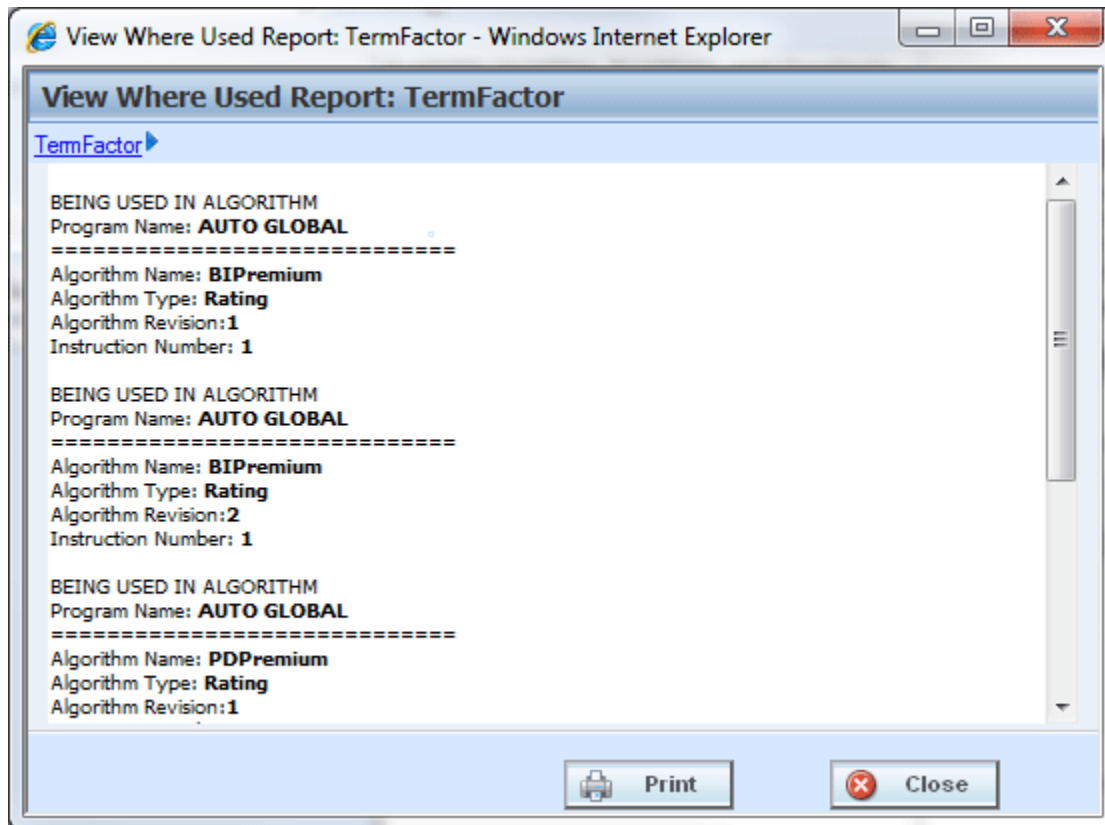 View Where Used Report: TermFactor - Windows Internet Explorer
View Where Used Report: TermFactor
TermFactor
BEING USED IN ALGORITHM
Program Name: AUTO GLOBAL
=============================
Algorithm Name: BIPremium
Algorithm Type: Rating
Algorithm Revision:1
Instruction Number: 1
BEING USED IN ALGORITHM
Program Name: AUTO GLOBAL
=============================
Algorithm Name: BIPremium
Algorithm Type: Rating
Algorithm Revision:2
Instruction Number: 1
BEING USED IN ALGORITHM
Program Name: AUTO GLOBAL
=============================
Algorithm Name: PDPremium
Algorithm Type: Rating
Algorithm Revision:1
Print
Close